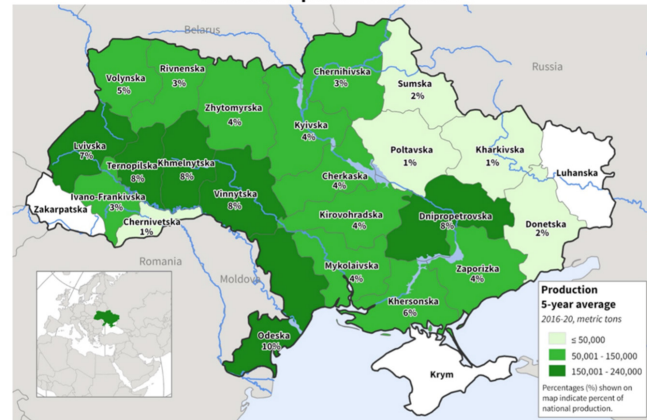 Belarus
Russia
Volynska
5%
Rivnenska
3%
Zhytomyrska
4%
Chernihivska
3%
Sumska
2%
Kyivska
4%
Poltavska
1%
Kharkivska
1%
Luhanska
Lvivska
7%
Ternopilska
8%
Khmelnytska
8%
Vinnytska
8%
Cherkaska
4%
Ivano-Frankivska
3%
Zakarpatska
Chernivetska
1%
Kirovohradska
4%
Dnipropetrovska
8%
Donetska
2%
Romania
Moldova
Mykolaivska
4%
Zaporizka
4%
Khersonska
6%
Odeska
10%
Krym
Production
5-year average
2016-20, metric tons
≤ 50,000
50,001 - 150,000
150,001 - 240,000
Percentages (%) shown on
map indicate percent of
national production.